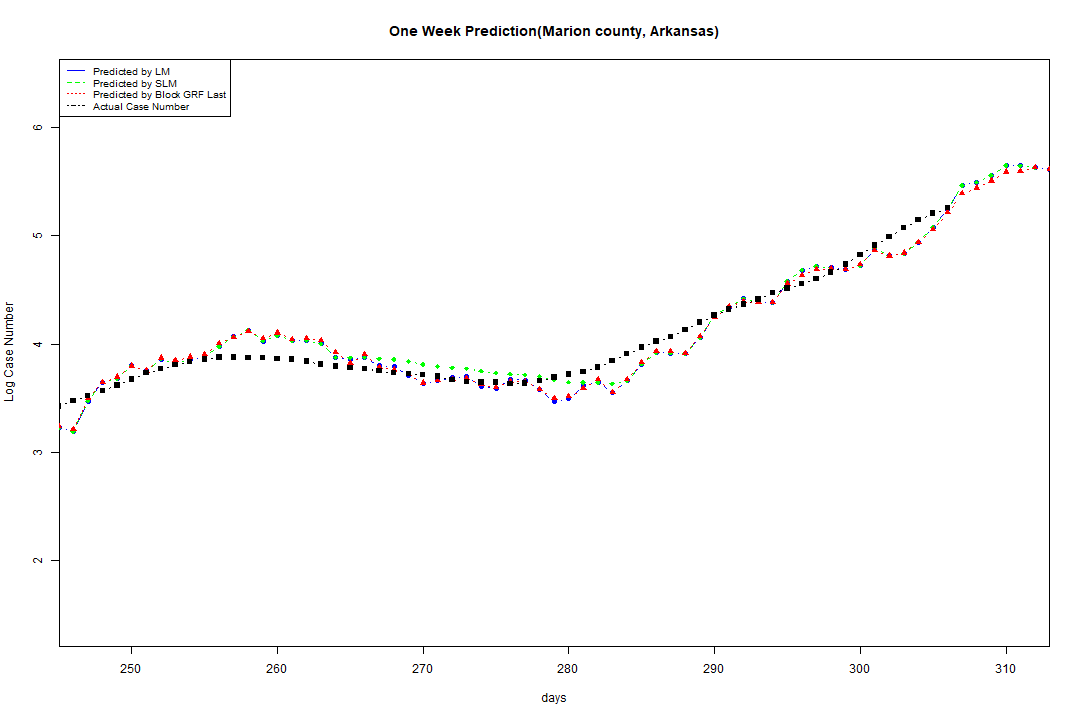 One Week Prediction(Marion county, Arkansas)
Predicted by LM
Predicted by SLM
Predicted by Block GRF Last
Actual Case Number
6
5
4
3
2
Log Case Number
250 260 270 280 290 300 310
days